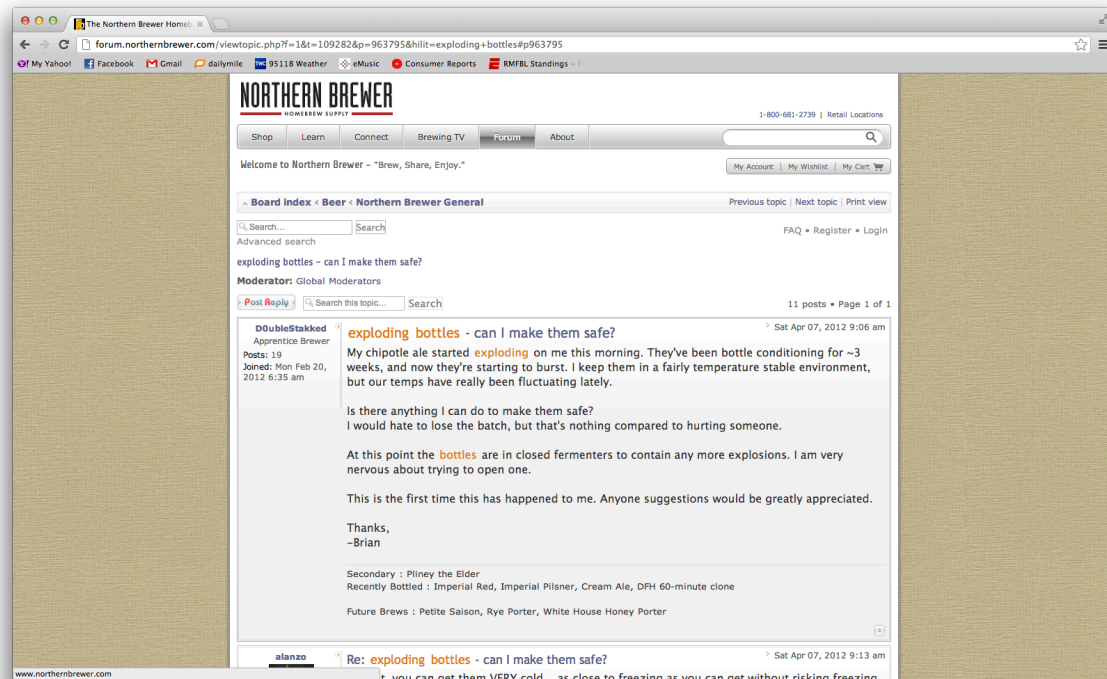 The Northern Brewer Homeb
forum.northernbrewer.com/viewtopic.php?f=1&t=109282&p=963795&hilit=exploding+bottles#p963795
My Yahoo! Facebook Gmail dailymile 95118 Weather eMusic Consumer Reports RMFBL Standings -
NORTHERN BREWER
HOMEBREW SUPPLY
1-800-681-2739 | Retail Locations
Shop Learn Connect Brewing TV Forum About
Welcome to Northern Brewer – "Brew, Share, Enjoy."
My Account | My Wishlist | My Cart
Board index ‹ Beer ‹ Northern Brewer General
Previous topic | Next topic | Print view
Search... Search
FAQ • Register • Login
Advanced search
exploding bottles - can I make them safe?
Moderator: Global Moderators
Post Reply Search this topic... Search
11 posts • Page 1 of 1
D0ubleStakked
Apprentice Brewer
Posts: 19
Joined: Mon Feb 20,
2012 6:35 am
exploding bottles - can I make them safe?
Sat Apr 07, 2012 9:06 am
My chipotle ale started exploding on me this morning. They've been bottle conditioning for ~3
weeks, and now they're starting to burst. I keep them in a fairly temperature stable environment,
but our temps have really been fluctuating lately.
Is there anything I can do to make them safe?
I would hate to lose the batch, but that's nothing compared to hurting someone.
At this point the bottles are in closed fermenters to contain any more explosions. I am very
nervous about trying to open one.
This is the first time this has happened to me. Anyone suggestions would be greatly appreciated.
Thanks,
-Brian
Secondary : Pliney the Elder
Recently Bottled : Imperial Red, Imperial Pilsner, Cream Ale, DFH 60-minute clone
Future Brews : Petite Saison, Rye Porter, White House Honey Porter
alanzo
Re: exploding bottles - can I make them safe?
Sat Apr 07, 2012 9:13 am
you can get them VERY cold... as close to freezing as you can get without risking freezing
www.northernbrewer.com